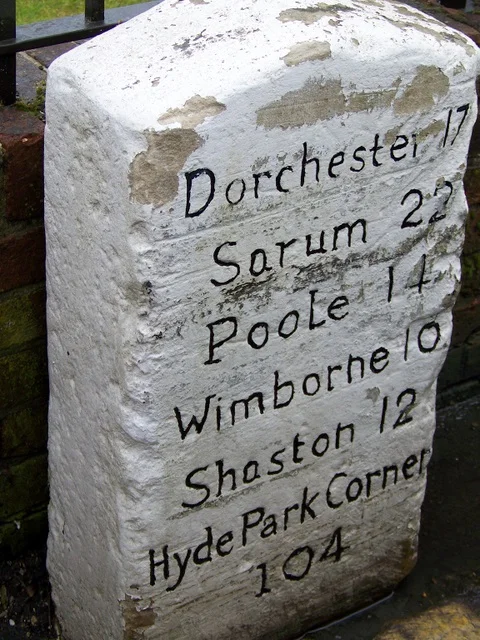 Dorchester 17
Sarum 22
Poole 14
Wimborne 10
Shaston 12
Hyde Park Corner
104